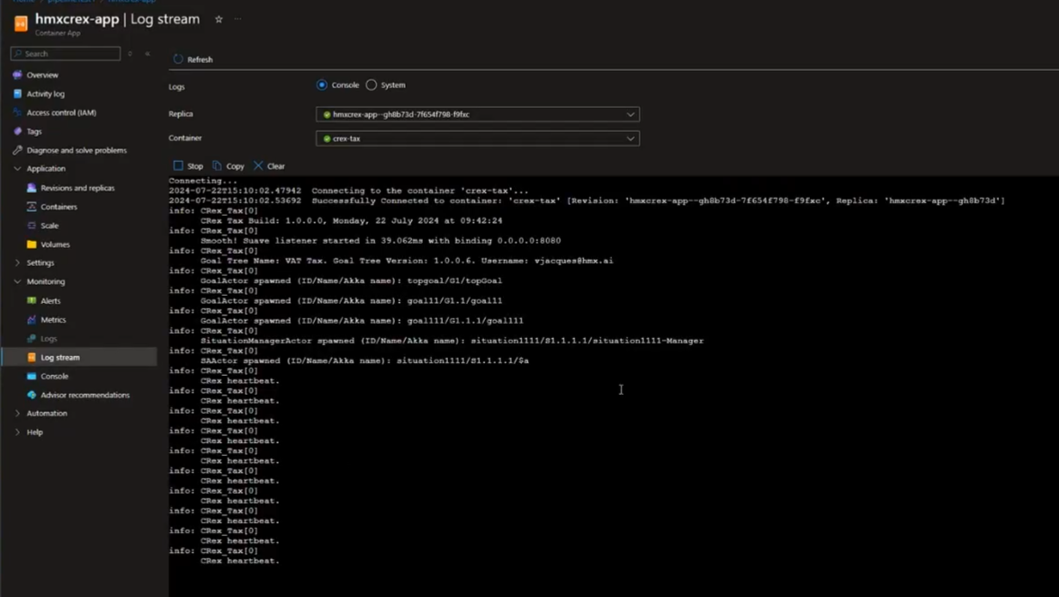 hmxcrex-app | Log stream
Container App
Search
Overview
Activity log
Access control (IAM)
Tags
Diagnose and solve problems
Application
Revisions and replicas
Containers
Scale
Volumes
Settings
Monitoring
Alerts
Metrics
Logs
Log stream
Console
Advisor recommendations
Automation
Help
Refresh
Logs Console System
Replica hmxcrex-app--gh8b73d-7f654f798-f9fxc
Container crex-tax
Stop Copy Clear
Connecting...
2024-07-22T15:10:02.47942 Connecting to the container 'crex-tax'...
2024-07-22T15:10:02.53692 Successfully Connected to container: 'crex-tax' [Revision: 'hmxcrex-app--gh8b73d-7f654f798-f9fxc', Replica: 'hmxcrex-app--gh8b73d']
info: CRex_Tax[0]
CRex Tax Build: 1.0.0.0, Monday, 22 July 2024 at 09:42:24
info: CRex_Tax[0]
Smooth! Suave listener started in 39.062ms with binding 0.0.0.0:8080
info: CRex_Tax[0]
Goal Tree Name: VAT Tax. Goal Tree Version: 1.0.0.6. Username: vjacques@hmx.ai
info: CRex_Tax[0]
GoalActor spawned (ID/Name/Akka name): topgoal/G1/topGoal
info: CRex_Tax[0]
GoalActor spawned (ID/Name/Akka name): goal11/G1.1/goal11
info: CRex_Tax[0]
GoalActor spawned (ID/Name/Akka name): goal111/G1.1.1/goal111
info: CRex_Tax[0]
SituationManagerActor spawned (ID/Name/Akka name): situation1111/S1.1.1.1/situation1111-Manager
info: CRex_Tax[0]
SAActor spawned (ID/Name/Akka name): situation1111/S1.1.1.1/$a
info: CRex_Tax[0]
CRex heartbeat.
info: CRex_Tax[0]
CRex heartbeat.
info: CRex_Tax[0]
CRex heartbeat.
info: CRex_Tax[0]
CRex heartbeat.
info: CRex_Tax[0]
CRex heartbeat.
info: CRex_Tax[0]
CRex heartbeat.
info: CRex_Tax[0]
CRex heartbeat.
info: CRex_Tax[0]
CRex heartbeat.
info: CRex_Tax[0]
CRex heartbeat.
info: CRex_Tax[0]
CRex heartbeat.